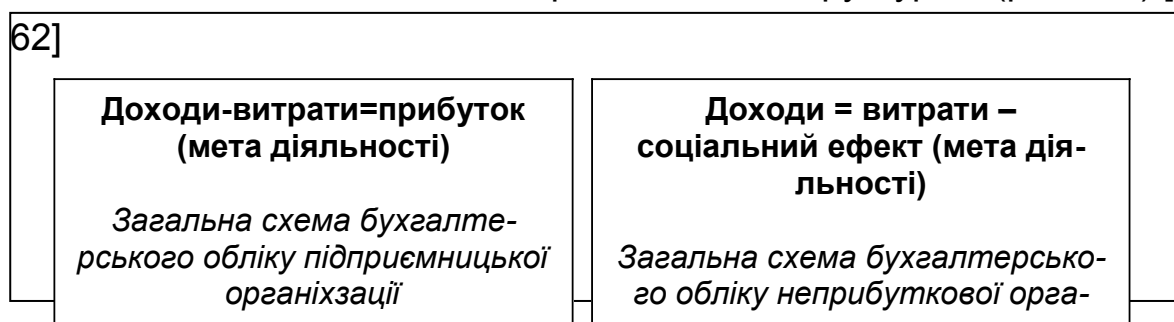 62]
Доходи-витрати=прибуток
(мета діяльності)
Загальна схема бухгалте-
рського обліку підприємницької
органіхзації
Доходи = витрати –
соціальний ефект (мета дія-
льності)
Загальна схема бухгалтерсько-
го обліку неприбуткової орга-